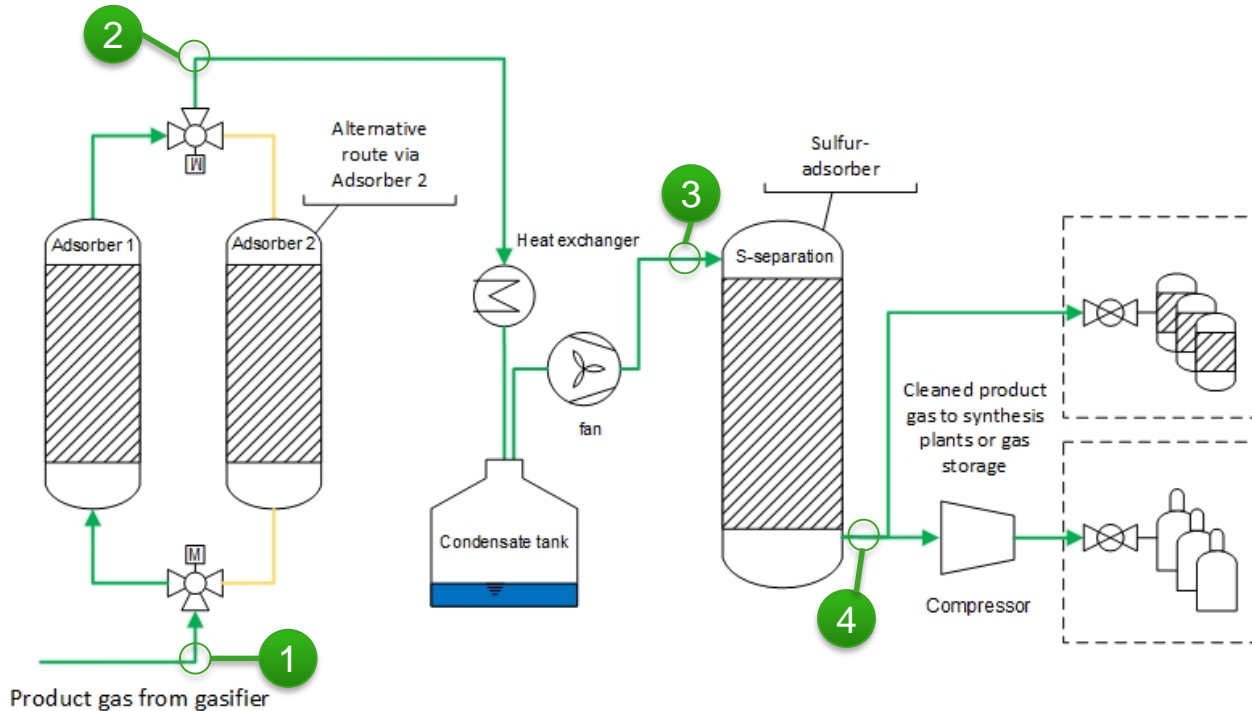 2
Alternative
route via
Adsorber 2
Sulfur-
adsorber
3
Adsorber 1
Adsorber 2
Heat exchanger
S-separation
fan
Cleaned product
gas to synthesis
plants or gas
storage
Condensate tank
M
M
4
Compressor
1
Product gas from gasifier